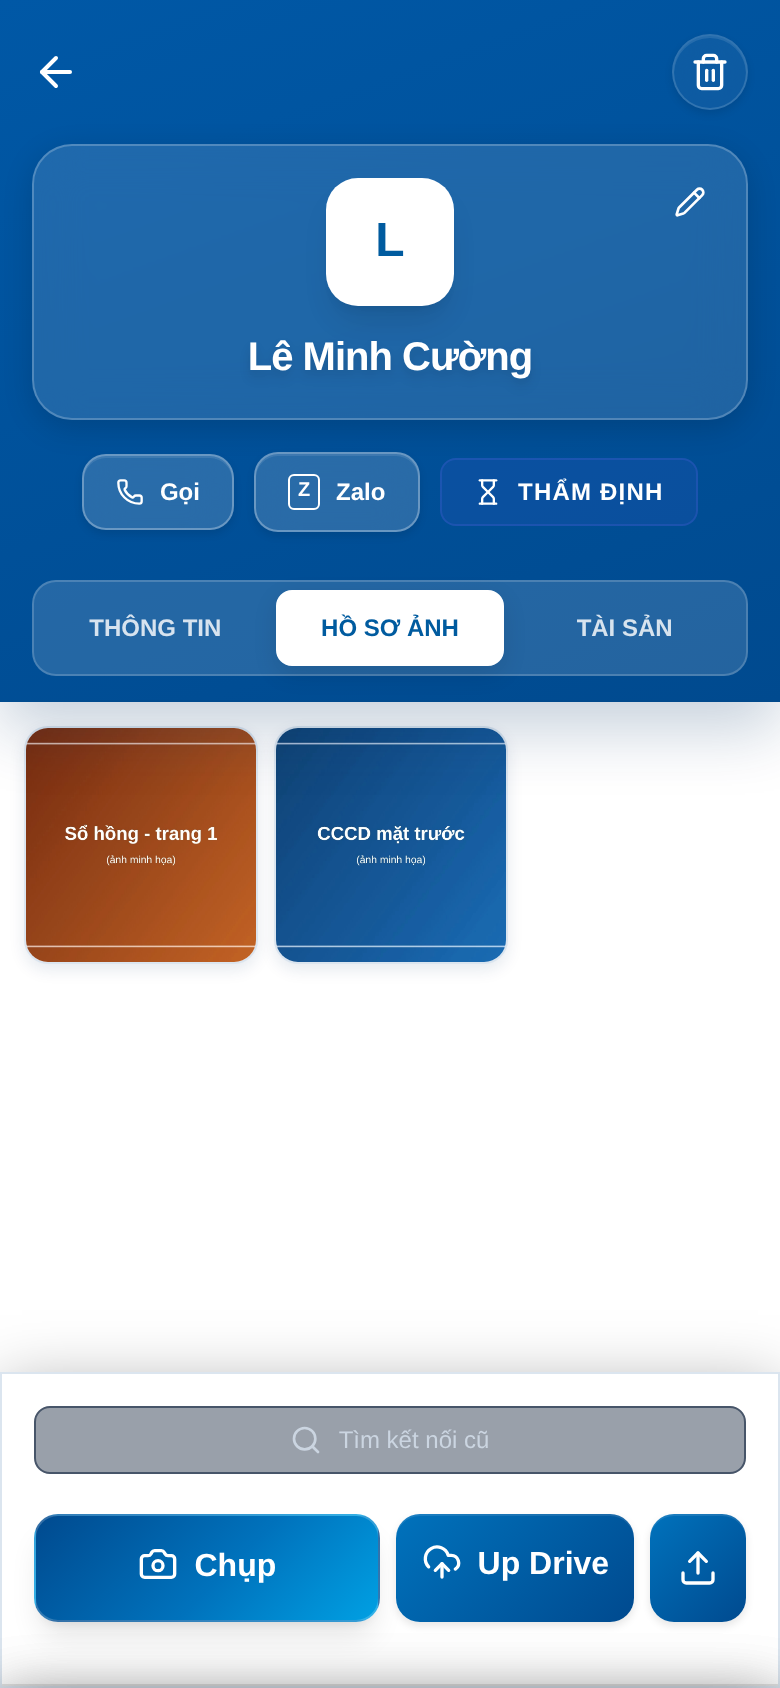 L
Lê Minh Cường
Gọi
Z
Zalo
THẨM ĐỊNH
THÔNG TIN
HỒ SƠ ẢNH
TÀI SẢN
Sổ hồng - trang 1
(ảnh minh họa)
CCCD mặt trước
(ảnh minh họa)
Tìm kết nối cũ
Chụp
Up Drive